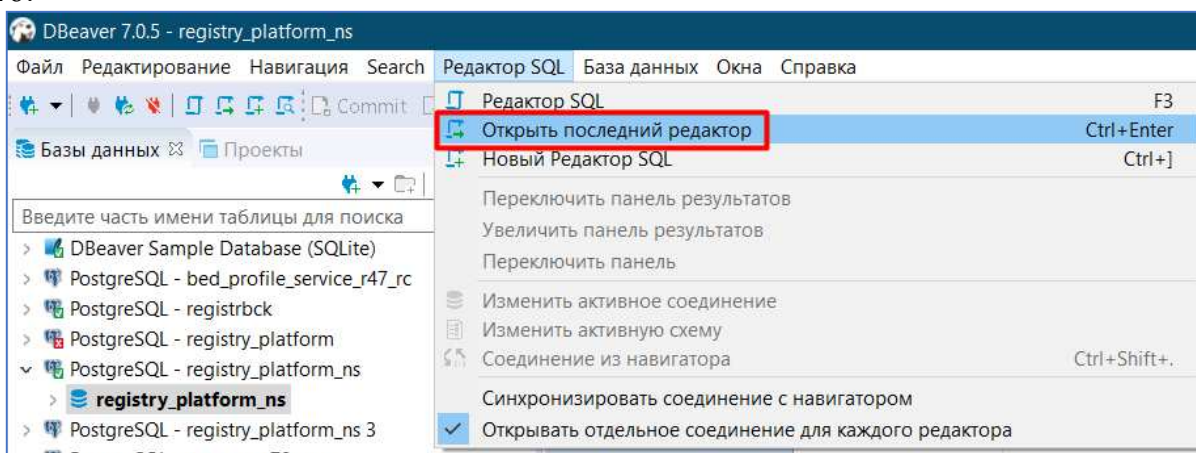 DBeaver 7.0.5 - registry_platform_ns
Файл Редактирование Навигация Search Редактор SQL База данных Окна Справка
Commit
Базы данных Проекты
Введите часть имени таблицы для поиска
DBeaver Sample Database (SQLite)
PostgreSQL - bed_profile_service_r47_rc
PostgreSQL - registrbck
PostgreSQL - registry_platform
PostgreSQL - registry_platform_ns
registry_platform_ns
PostgreSQL - registry_platform_ns 3
Редактор SQL F3
Открыть последний редактор Ctrl+Enter
Новый Редактор SQL Ctrl+]
Переключить панель результатов
Увеличить панель результатов
Переключить панель
Изменить активное соединение
Изменить активную схему
Соединение из навигатора Ctrl+Shift+.
Синхронизировать соединение с навигатором
Открывать отдельное соединение для каждого редактора